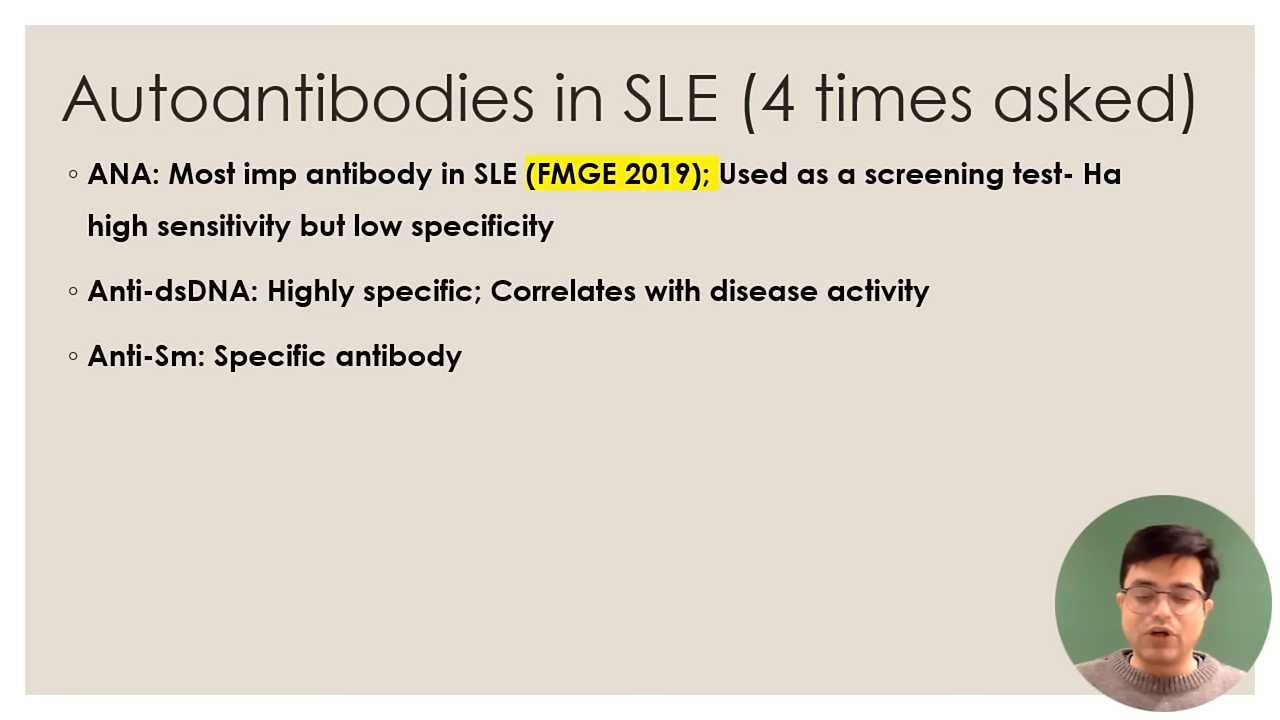 Autoantibodies in SLE (4 times asked)
◦ ANA: Most imp antibody in SLE (FMGE 2019); Used as a screening test- Ha
high sensitivity but low specificity
◦ Anti-dsDNA: Highly specific; Correlates with disease activity
◦ Anti-Sm: Specific antibody